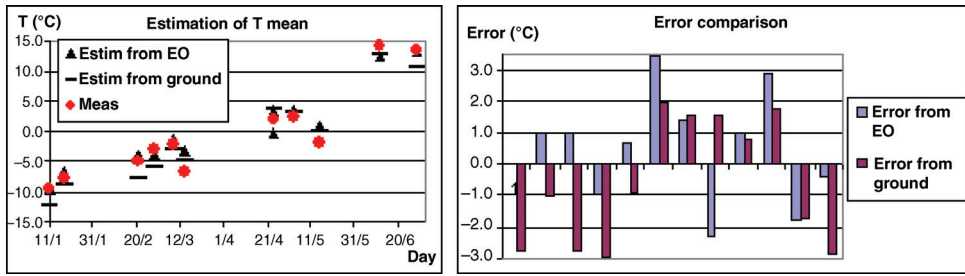 T (°C) Estimation of T mean
15.0
10.0
5.0
0.0
−5.0
−10.0
−15.0
Estim from EO
Estim from ground
Meas
11/1 31/1 20/2 12/3 1/4 21/4 11/5 31/5 20/6
Day
Error comparison
Error (°C)
3.0
2.0
1.0
0.0
−1.0
−2.0
−3.0
Error from
EO
Error from
ground